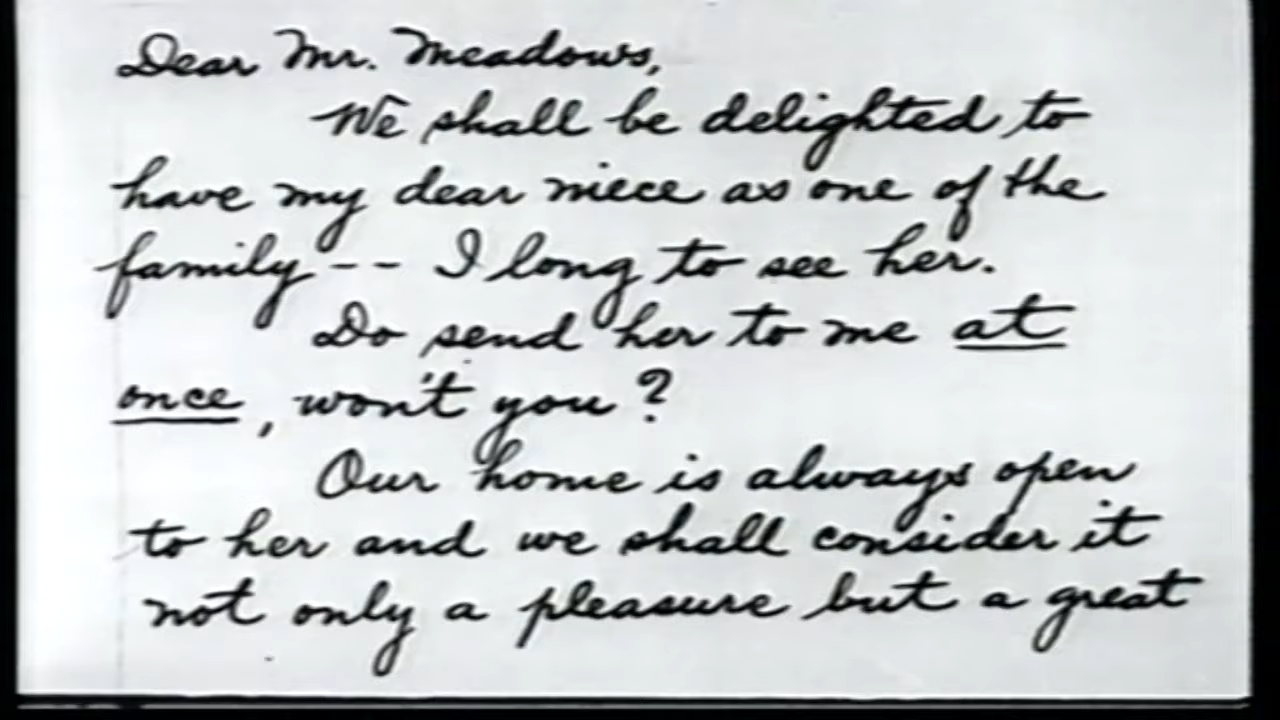 Dear Mr. Meadows,
We shall be delighted to
have my dear niece as one of the
family -- I long to see her.
Do send her to me at
once, won't you?
Our home is always open
to her and we shall consider it
not only a pleasure but a great